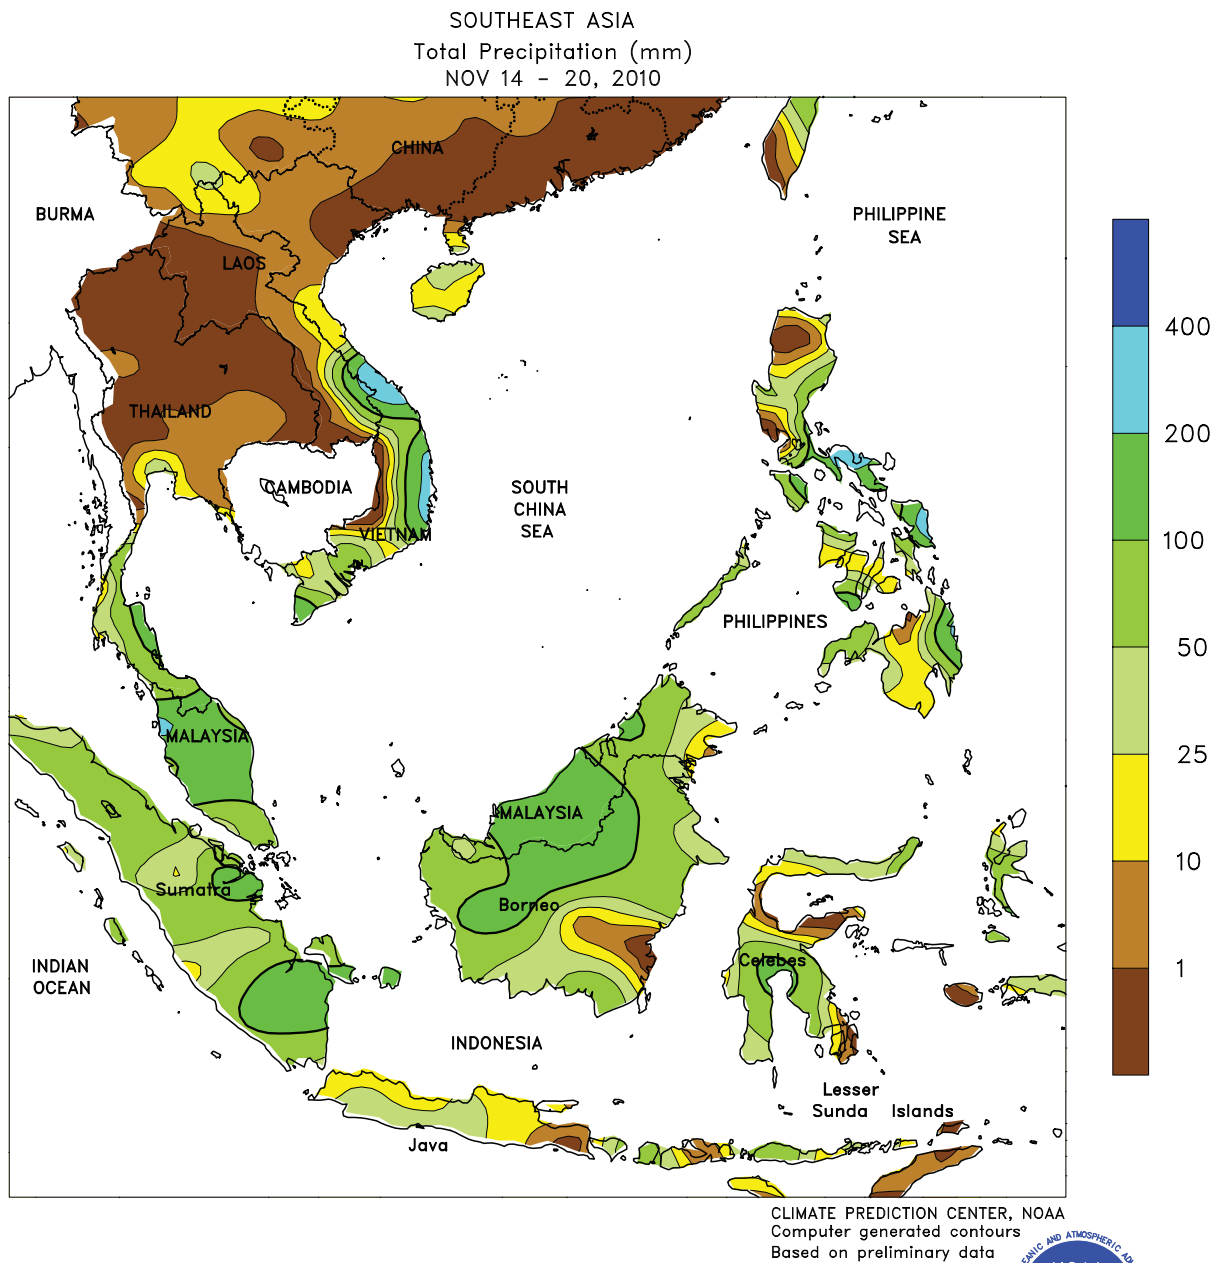 SOUTHEAST ASIA
Total Precipitation (mm)
NOV 14 – 20, 2010
CHINA
BURMA
PHILIPPINE
SEA
LAOS
400
THAILAND
200
CAMBODIA
SOUTH
CHINA
SEA
VIETNAM
100
PHILIPPINES
50
MALAYSIA
25
MALAYSIA
10
Sumatra
Borneo
INDIAN
OCEAN
Celebes
1
INDONESIA
Lesser
Sunda Islands
Java
CLIMATE PREDICTION CENTER, NOAA
Computer generated contours
Based on preliminary data
AND ATMOSPHERIC